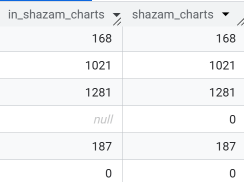 in_shazam_charts shazam_charts
168 168
1021 1021
1281 1281
null 0
187 187
0 0